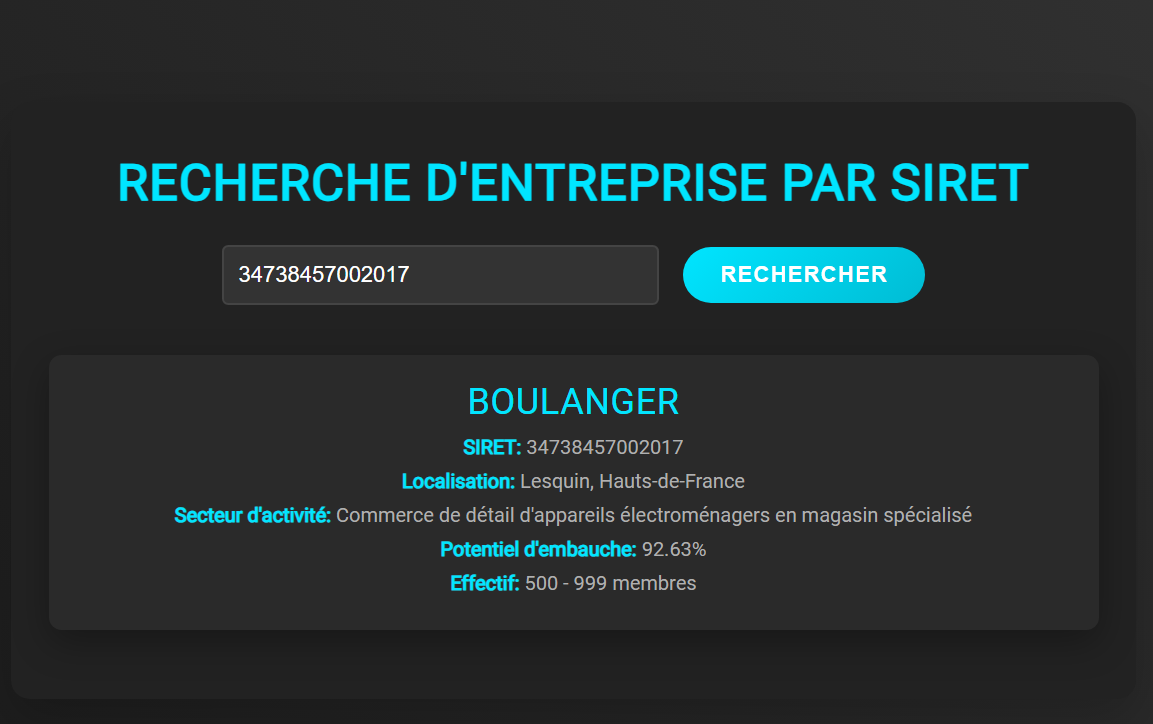 RECHERCHE D'ENTREPRISE PAR SIRET
34738457002017
RECHERCHER
BOULANGER
SIRET: 34738457002017
Localisation: Lesquin, Hauts-de-France
Secteur d'activité: Commerce de détail d'appareils électroménagers en magasin spécialisé
Potentiel d'embauche: 92.63%
Effectif: 500 - 999 membres